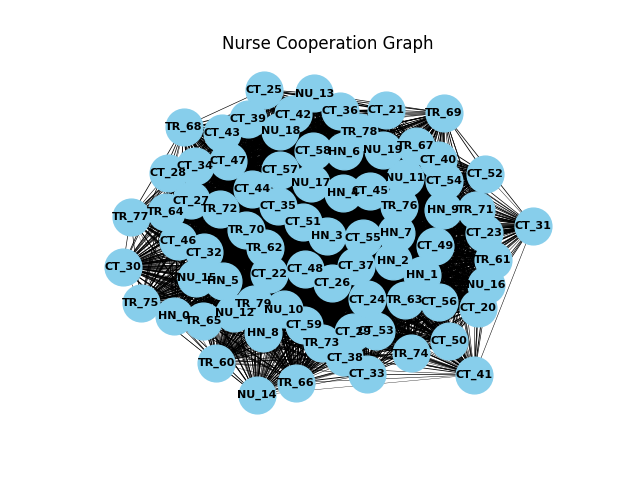 Nurse Cooperation Graph
CT_25
NU_13
CT_39
CT_42
CT_36
CT_21
TR_69
TR_68
CT_43
NU_18
TR_78
CT_58
HN_6
NU_19
TR_67
CT_40
CT_28
CT_34
CT_47
CT_57
NU_17
HN_4
CT_45
NU_11
CT_54
CT_52
CT_27
CT_44
TR_77
TR_64
TR_72
CT_35
TR_76
HN_9
TR_71
CT_31
CT_46
TR_70
CT_51
HN_3
CT_55
HN_7
CT_23
CT_32
TR_62
CT_49
CT_30
CT_22
CT_48
CT_37
HN_2
TR_61
NU_15
HN_5
CT_26
HN_1
NU_16
TR_75
TR_79
NU_10
CT_24
TR_63
CT_56
CT_20
HN_0
TR_65
NU_12
HN_8
CT_59
CT_29
CT_53
TR_73
CT_50
TR_60
CT_38
TR_74
TR_66
CT_33
CT_41
NU_14